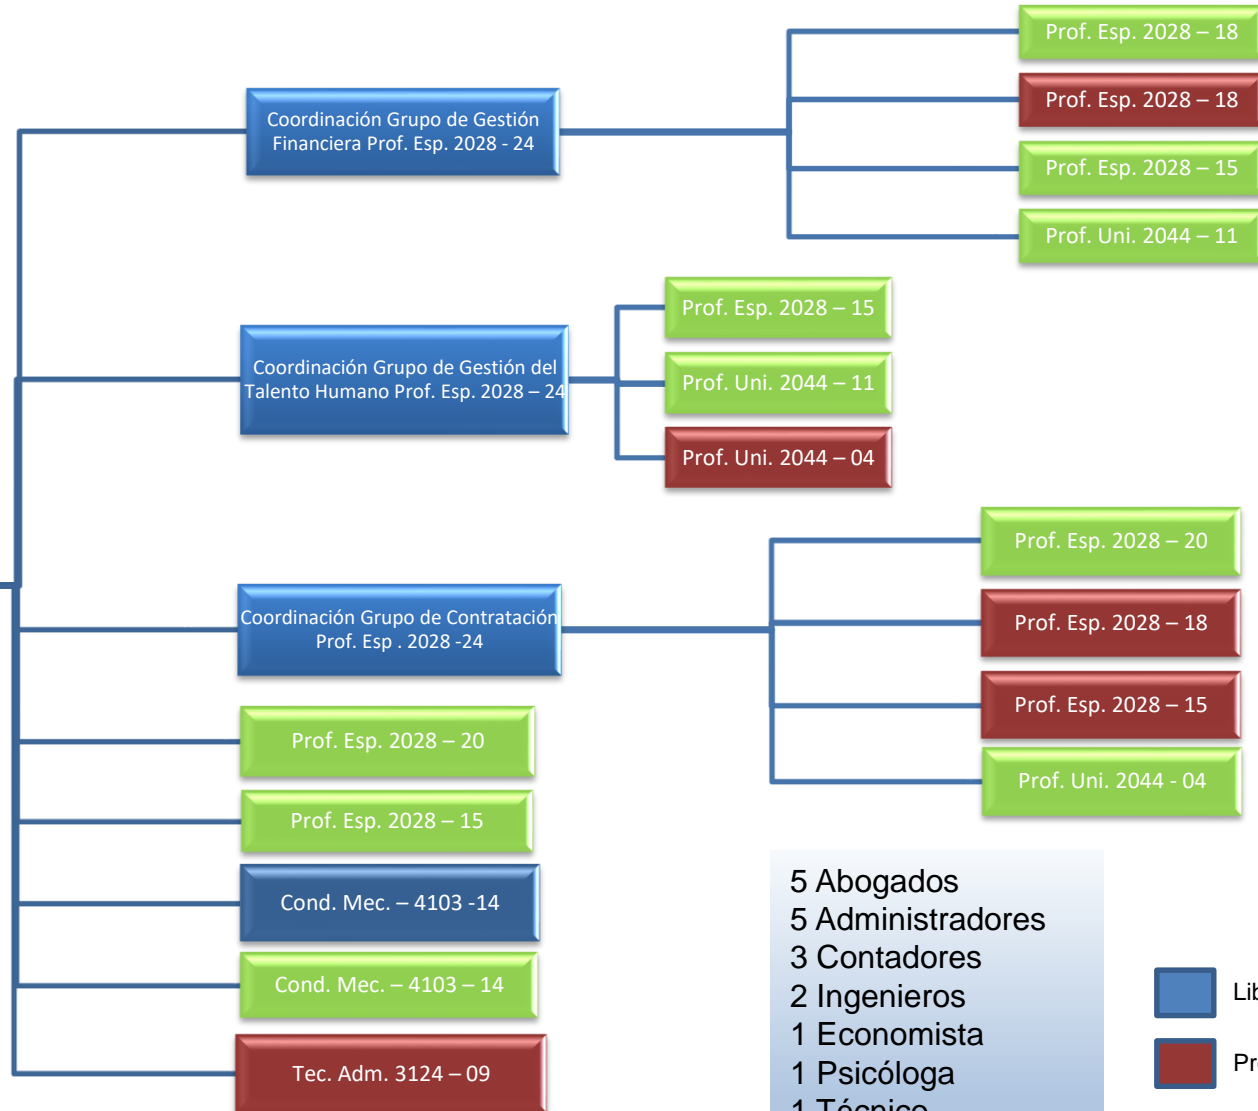 Coordinación Grupo de Gestión
Financiera Prof. Esp. 2028 - 24
Prof. Esp. 2028 – 18
Prof. Esp. 2028 – 18
Prof. Esp. 2028 – 15
Prof. Uni. 2044 – 11
Coordinación Grupo de Gestión del
Talento Humano Prof. Esp. 2028 – 24
Prof. Esp. 2028 – 15
Prof. Uni. 2044 – 11
Prof. Uni. 2044 – 04
Coordinación Grupo de Contratación
Prof. Esp . 2028 -24
Prof. Esp. 2028 – 20
Prof. Esp. 2028 – 18
Prof. Esp. 2028 – 15
Prof. Uni. 2044 - 04
Prof. Esp. 2028 – 20
Prof. Esp. 2028 – 15
Cond. Mec. – 4103 -14
Cond. Mec. – 4103 – 14
Tec. Adm. 3124 – 09
5 Abogados
5 Administradores
3 Contadores
2 Ingenieros
1 Economista
1 Psicóloga
1 Técnico